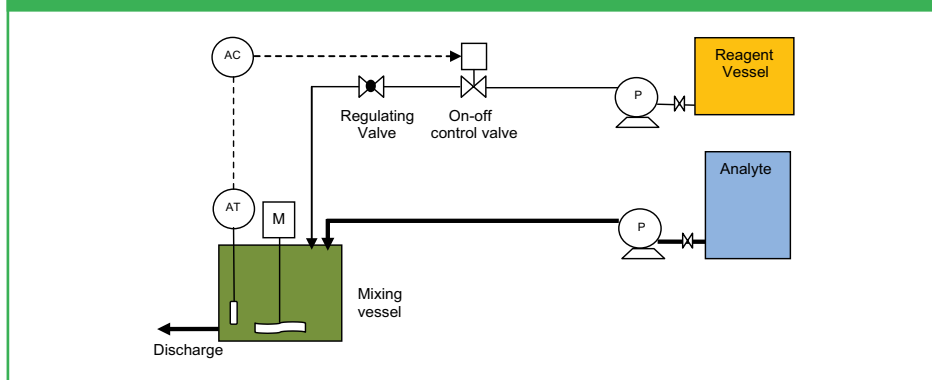 AC
Reagent
Vessel
P
Regulating
Valve
On-off
control valve
Analyte
AT
M
P
Mixing
vessel
Discharge